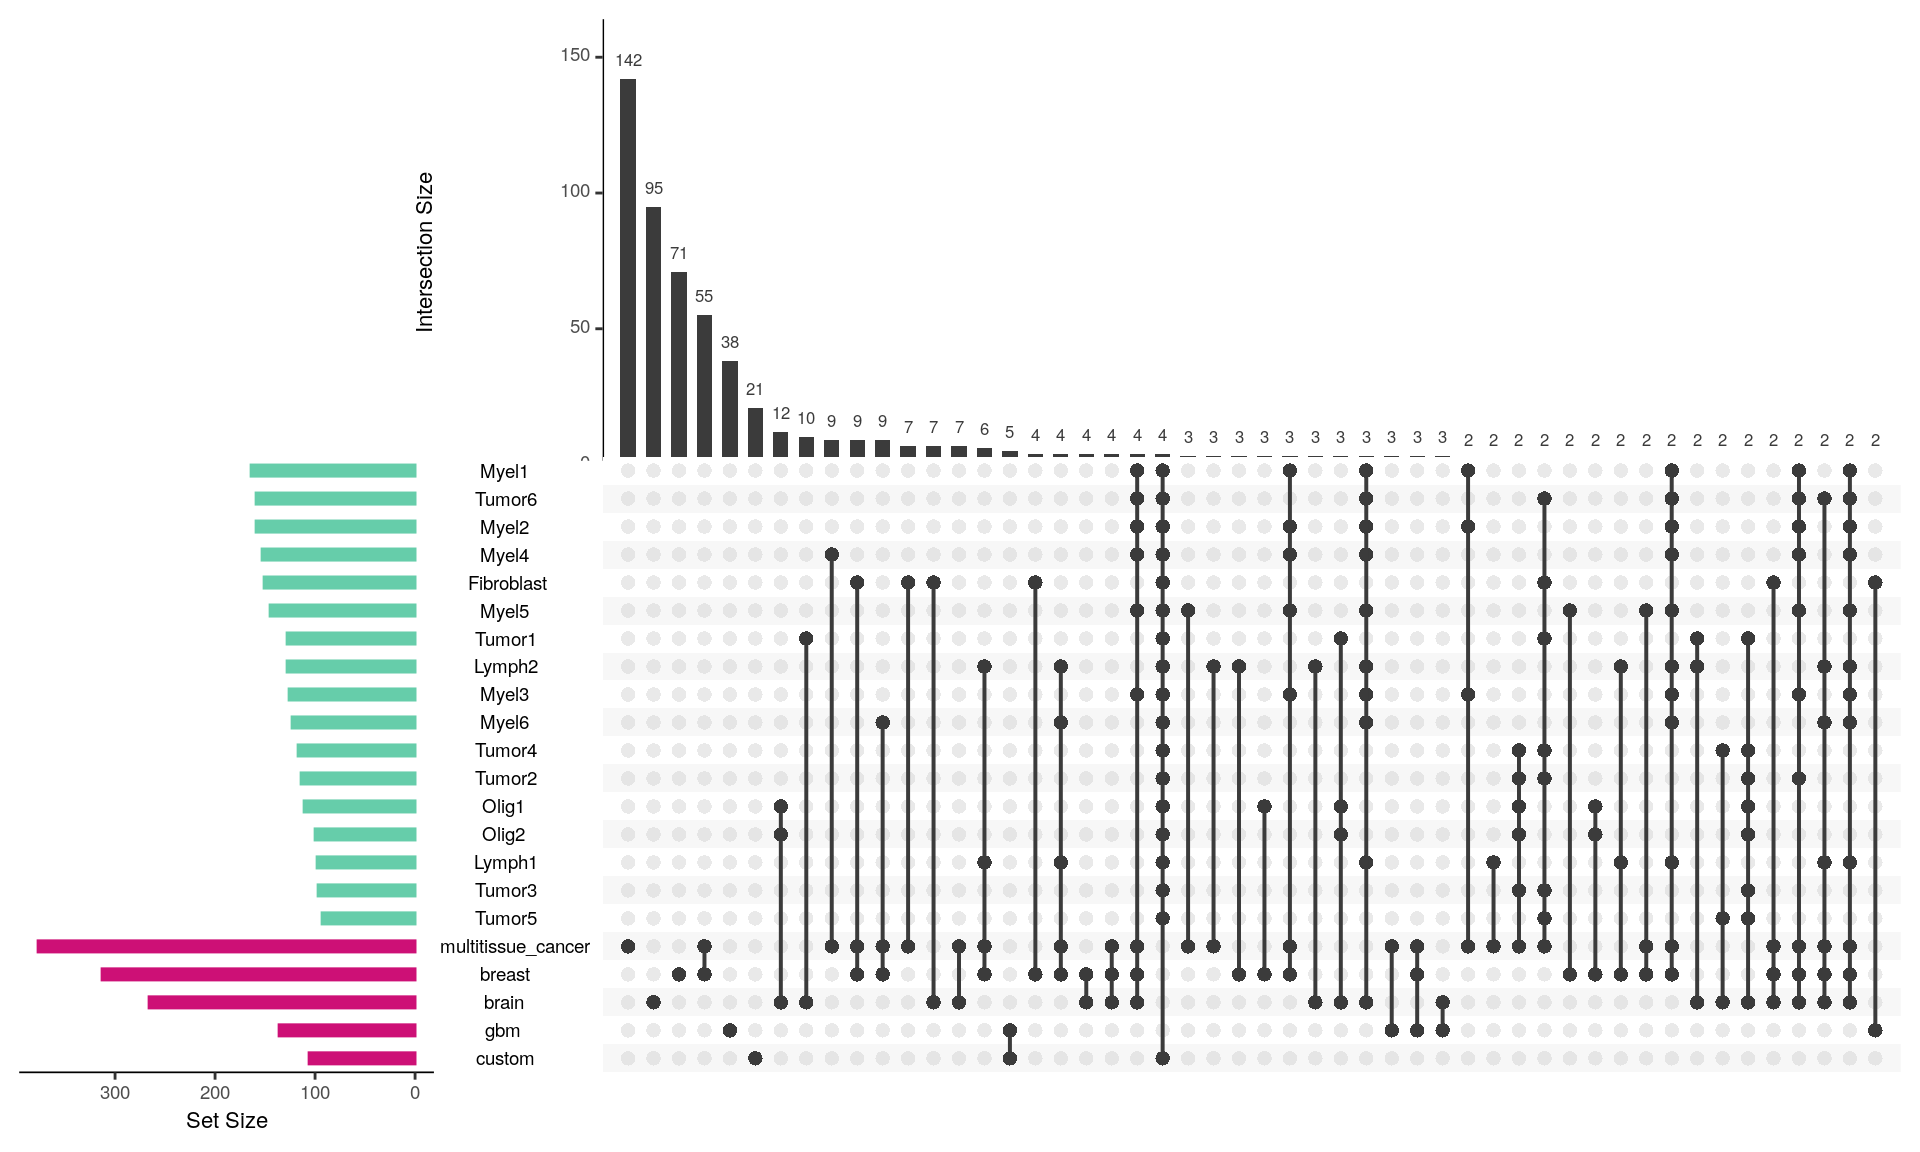 150
142
100
95
Intersection Size
71
55
50
38
21
12 10 9 9 9 7 7 7 6 5 4 4 4 4 4 4 3 3 3 3 3 3 3 3 3 3 3 2 2 2 2 2 2 2 2 2 2 2 2 2 2 2 2 2
0
Myel1
Tumor6
Myel2
Myel4
Fibroblast
Myel5
Tumor1
Lymph2
Myel3
Myel6
Tumor4
Tumor2
Olig1
Olig2
Lymph1
Tumor3
Tumor5
multitissue_cancer
breast
brain
gbm
custom
300 200 100 0
Set Size